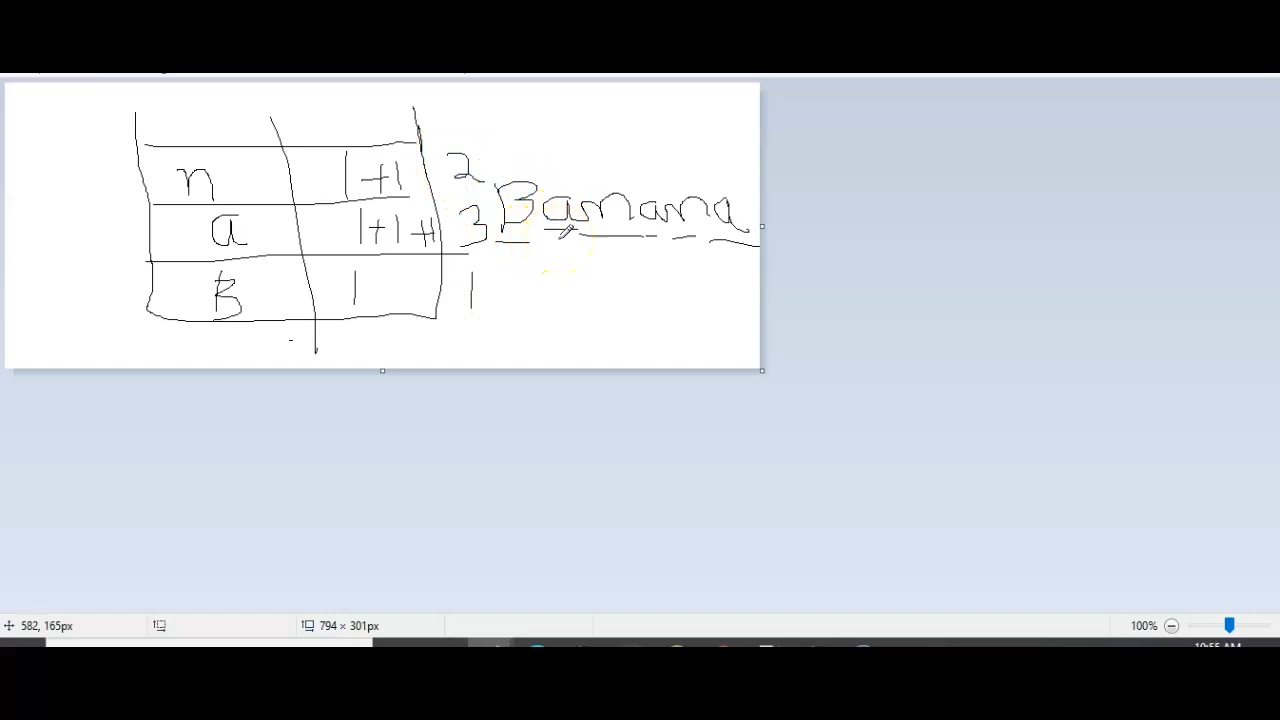 n 1+1 2
Banana
a 1+1+1 3
B 1 1
582, 165px 794 × 301px 100%